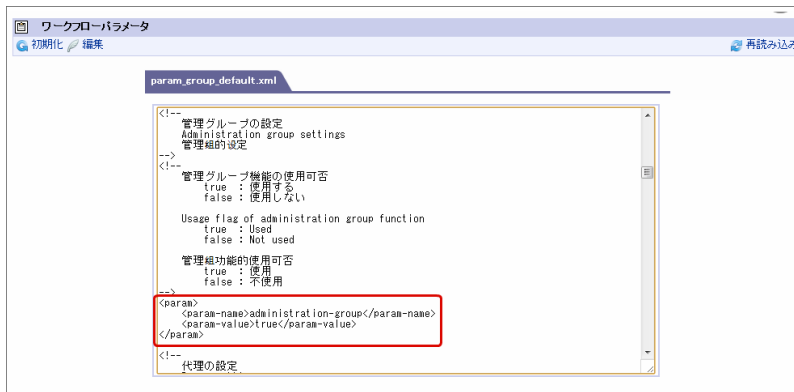 ワークフローパラメータ
初期化 編集 再読み込み
param_group_default.xml
<!--
管理グループの設定
Administration group settings
管理组的设定
-->
<!--
管理グループ機能の使用可否
true : 使用する
false : 使用しない
Usage flag of administration group function
true : Used
false : Not used
管理组功能的使用可否
true : 使用
false : 不使用
-->
<param>
<param-name>administration-group</param-name>
<param-value>true</param-value>
</param>
<!--
代理の設定